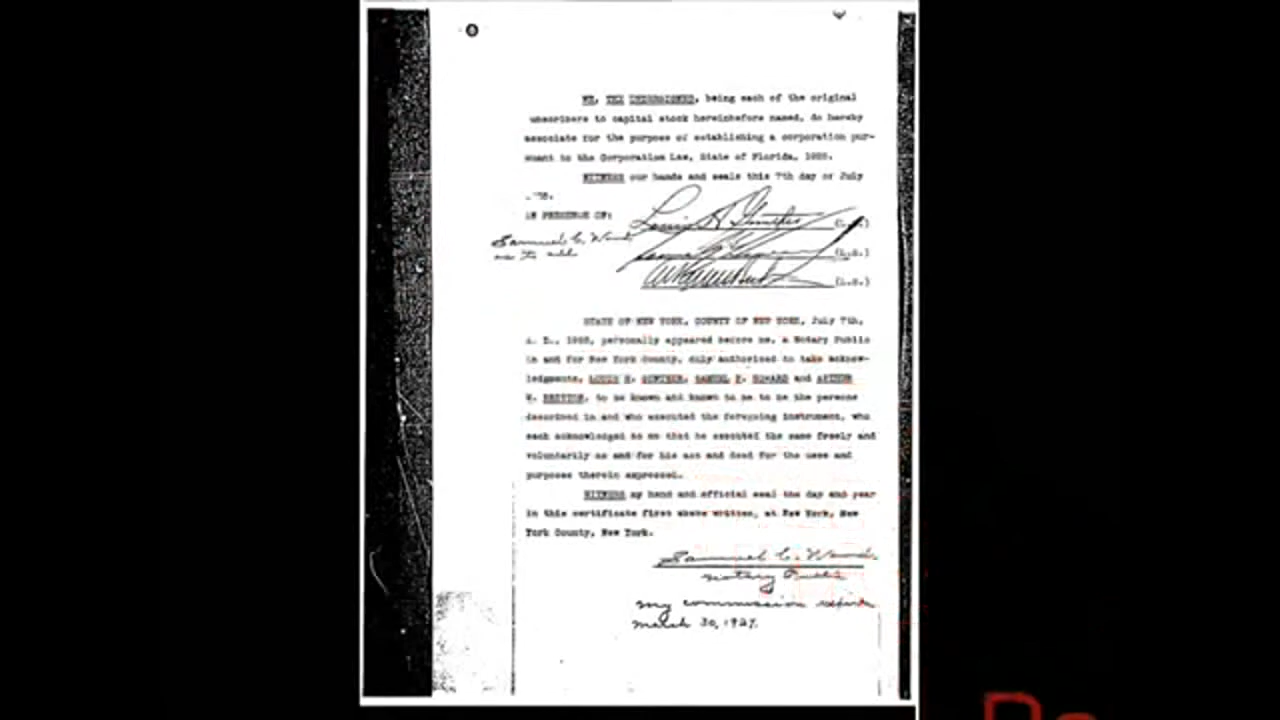 WE, THE UNDERSIGNED, being each of the original
subscribers to capital stock hereinbefore named, do hereby
associate for the purpose of establishing a corporation pur-
suant to the Corporation Law, State of Florida, 1925.
WITNESS our hands and seals this 7th day of July
IN PRESENCE OF:
(L.S.)
Samuel C. Wood
as to all
(L.S.)
(L.S.)
STATE OF NEW YORK, COUNTY OF NEW YORK, July 7th,
A. D., 1925, personally appeared before me, a Notary Public
in and for New York County, duly authorized to take acknow-
ledgments, LOUIS H. and ARTHUR
W. to me known and known to me to be the persons
described in and who executed the foregoing instrument, who
each acknowledged to me that he executed the same freely and
voluntarily as and for his act and deed for the uses and
purposes therein expressed.
WITNESS my hand and official seal the day and year
in this certificate first above written, at New York, New
York County, New York.
Samuel C. Wood
Notary Public
My commission expires
March 30, 1927.